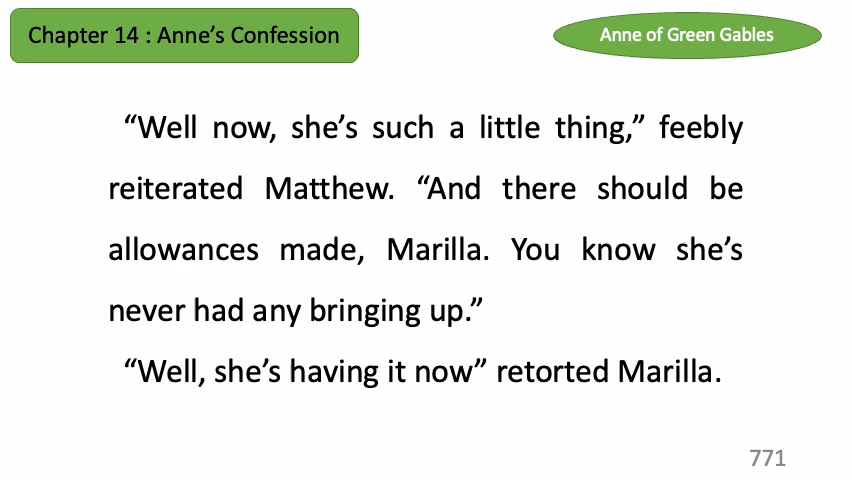 Chapter 14 : Anne’s Confession
Anne of Green Gables
“Well now, she’s such a little thing,” feebly
reiterated Matthew. “And there should be
allowances made, Marilla. You know she’s
never had any bringing up.”
“Well, she’s having it now” retorted Marilla.
771